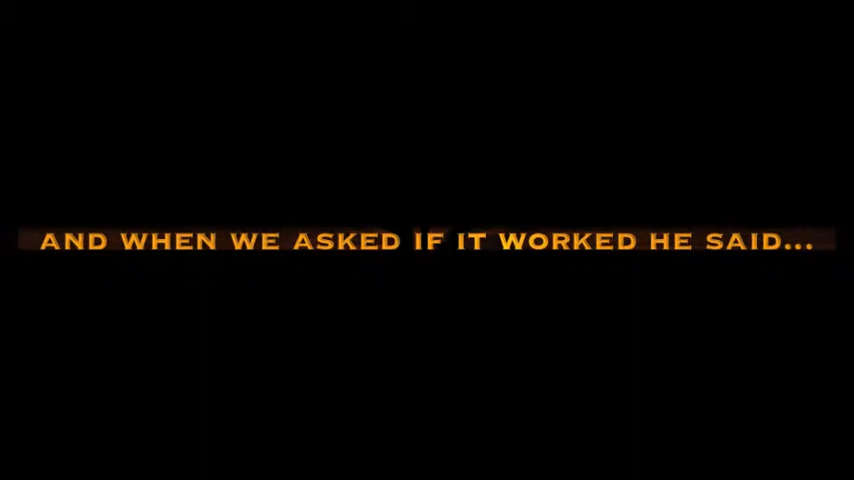 AND WHEN WE ASKED IF IT WORKED HE SAID...